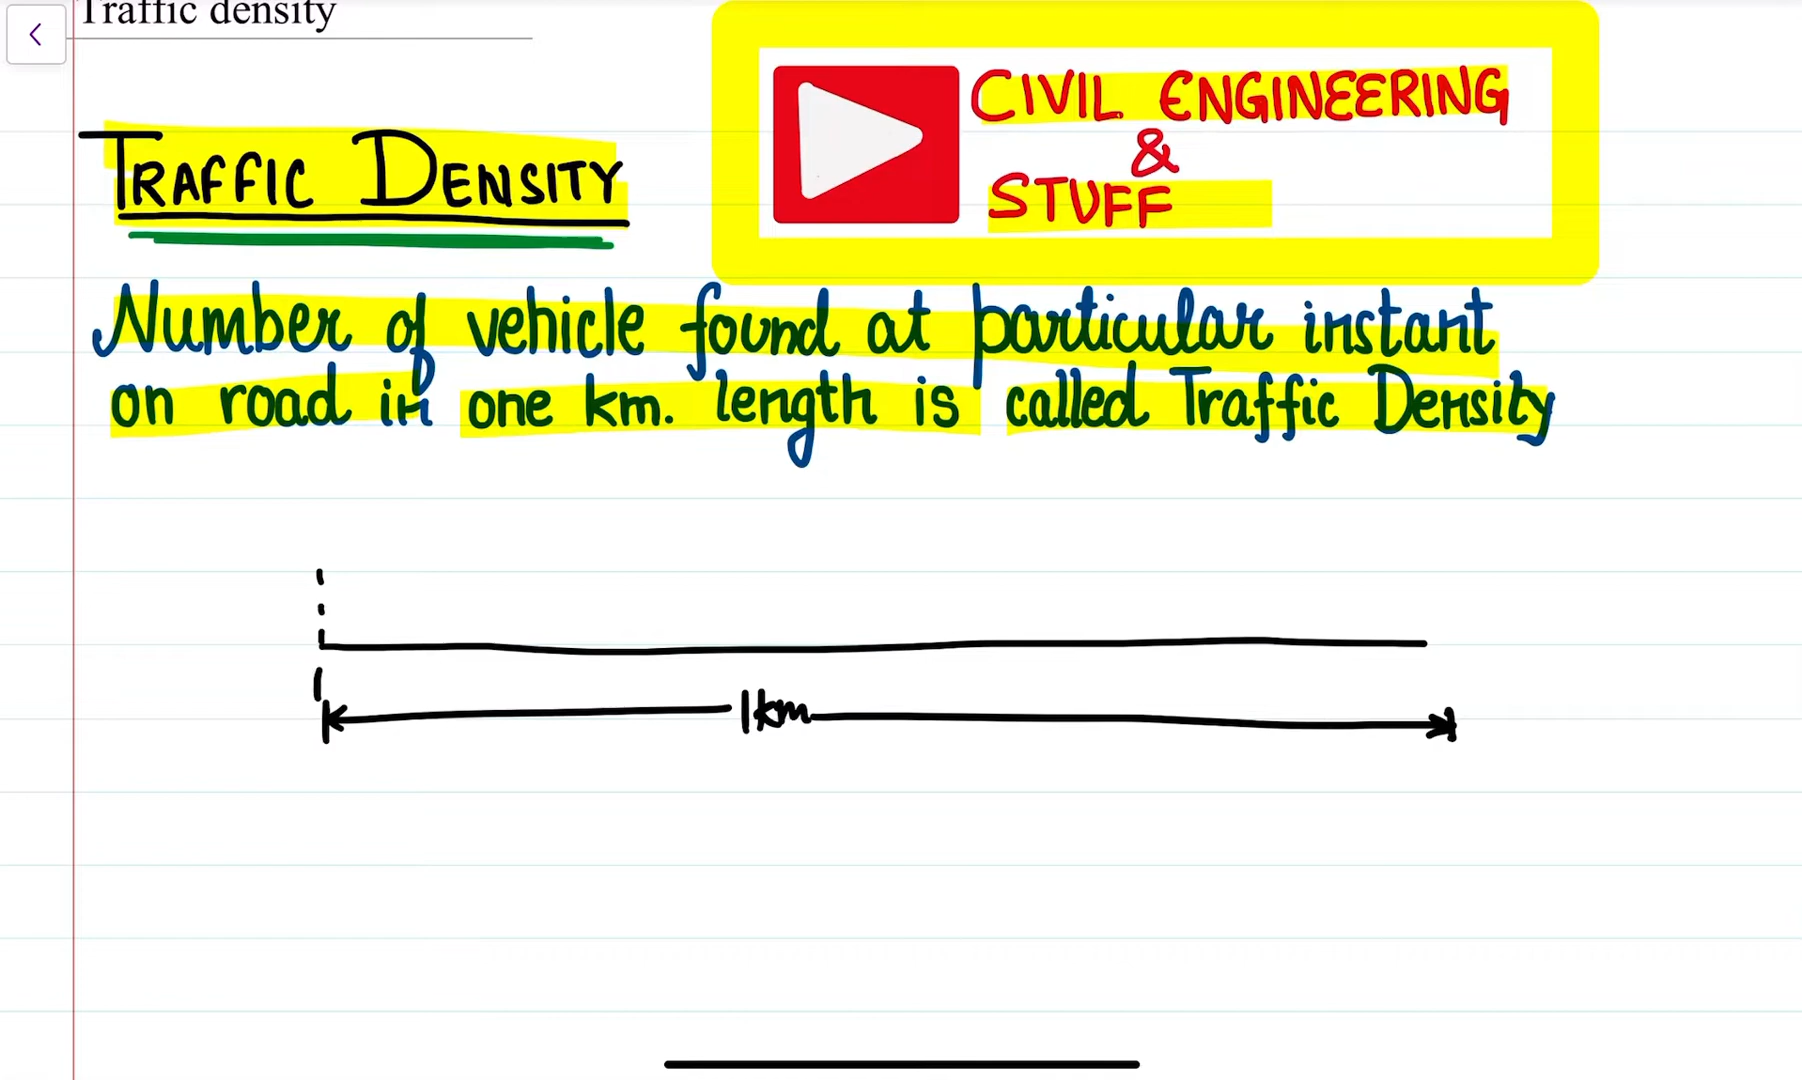 Traffic density
CIVIL ENGINEERING
&
STUFF
TRAFFIC DENSITY
Number of vehicle found at particular instant
on road in one km. length is called Traffic Density
1km